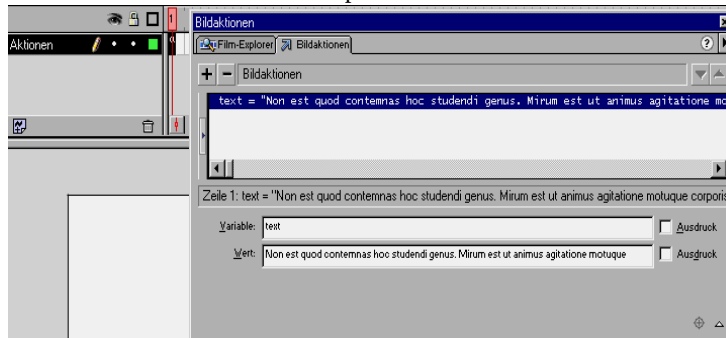 Bildaktionen
1
Aktionen
Film-Explorer Bildaktionen ?
+ - Bildaktionen
text = "Non est quod contemnas hoc studendi genus. Mirum est ut animus agitatione
Zeile 1: text = "Non est quod contemnas hoc studendi genus. Mirum est ut animus agitatione motuque corporis
Variable: text Ausdruck
Wert: Non est quod contemnas hoc studendi genus. Mirum est ut animus agitatione motuque Ausdruck